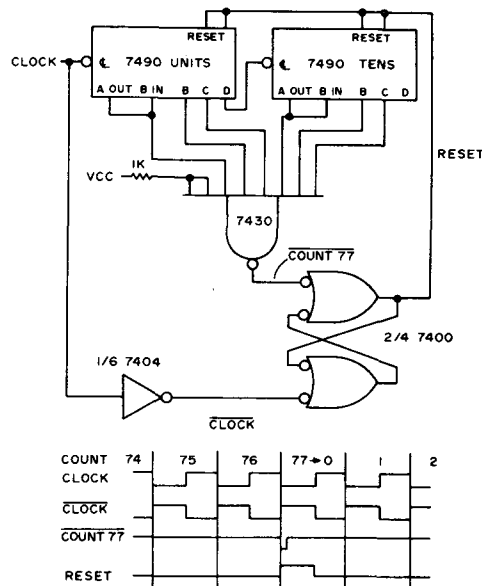 RESET RESET
CLOCK ȼ 7490 UNITS ȼ 7490 TENS
A OUT B IN B C D A OUT B IN B C D
RESET
1K
VCC
7430
COUNT 77
2/4 7400
1/6 7404
CLOCK
COUNT 74 75 76 77→0 1 2
CLOCK
CLOCK
COUNT 77
RESET